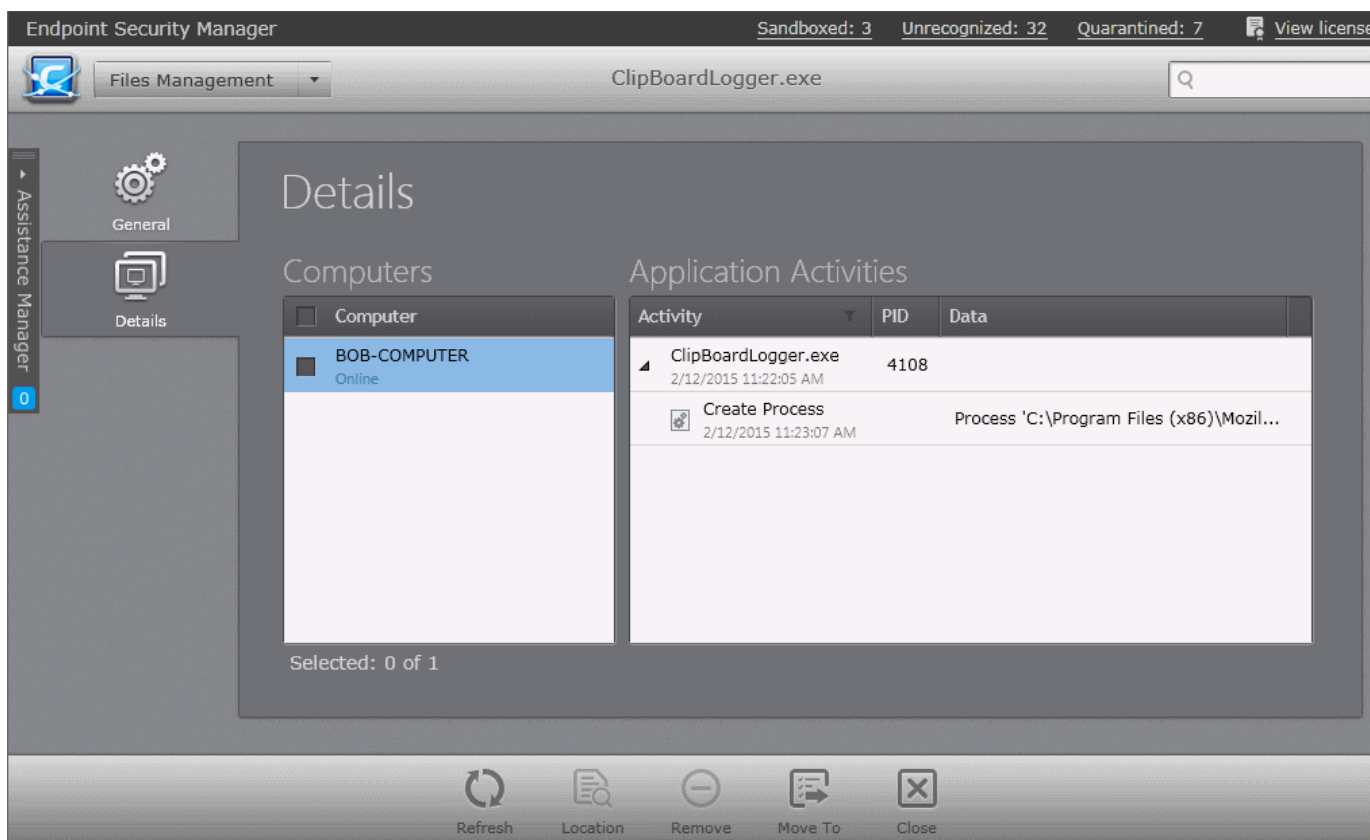 Endpoint Security Manager
Sandboxed: 3 Unrecognized: 32 Quarantined: 7 View license
Files Management
ClipBoardLogger.exe
Assistance Manager
0
General
Details
Details
Computers
Computer
BOB-COMPUTER
Online
Selected: 0 of 1
Application Activities
Activity PID Data
ClipBoardLogger.exe 4108
2/12/2015 11:22:05 AM
Create Process Process 'C:\Program Files (x86)\Mozil...
2/12/2015 11:23:07 AM
Refresh Location Remove Move To Close